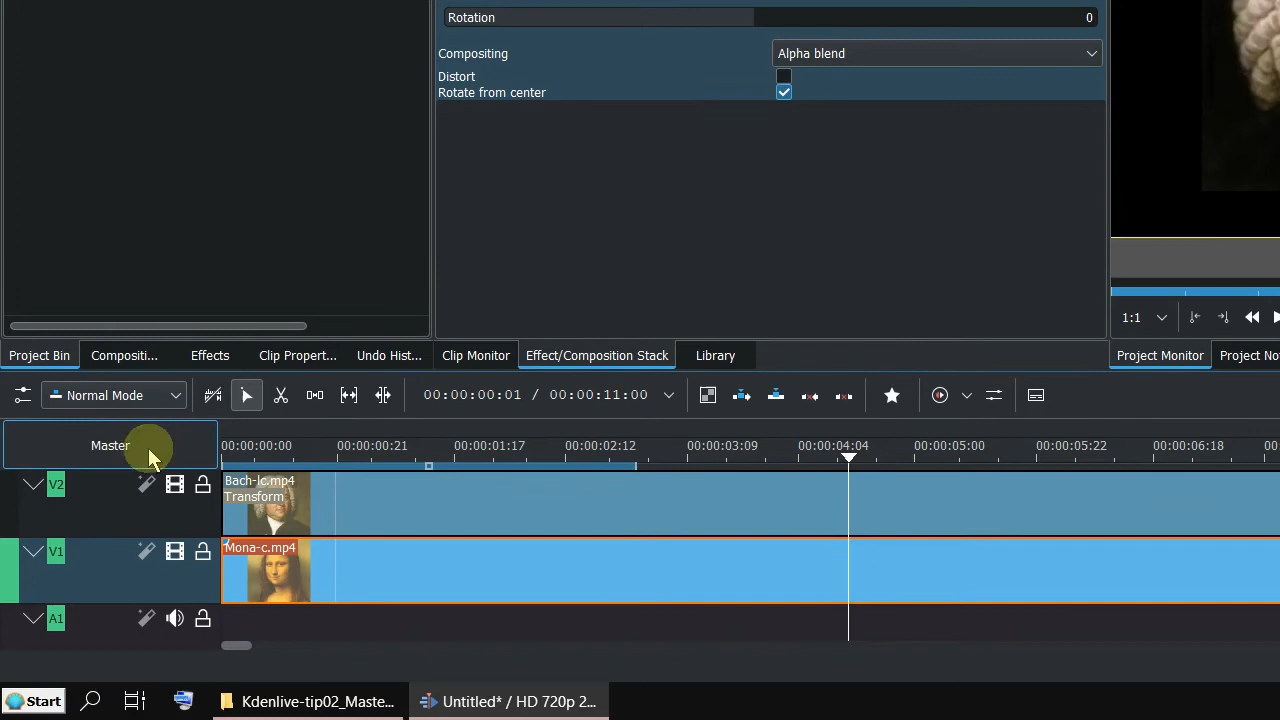 Rotation 0
Compositing Alpha blend
Distort
Rotate from center
1:1
Project Bin Compositi... Effects Clip Propert... Undo Hist... Clip Monitor Effect/Composition Stack Library Project Monitor Project No
Normal Mode 00:00:00:01 / 00:00:11:00
Master 00:00:00:00 00:00:00:21 00:00:01:17 00:00:02:12 00:00:03:09 00:00:04:04 00:00:05:00 00:00:05:22 00:00:06:18 00:
V2 Bach-lc.mp4
Transform
V1 Mona-c.mp4
A1
Start Kdenlive-tip02_Maste... Untitled* / HD 720p 2...